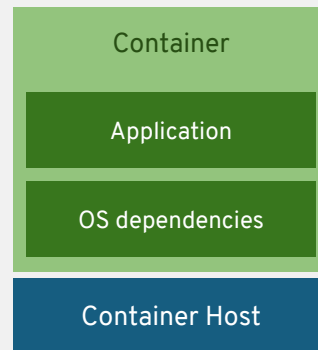 Container
Application
OS dependencies
Container Host